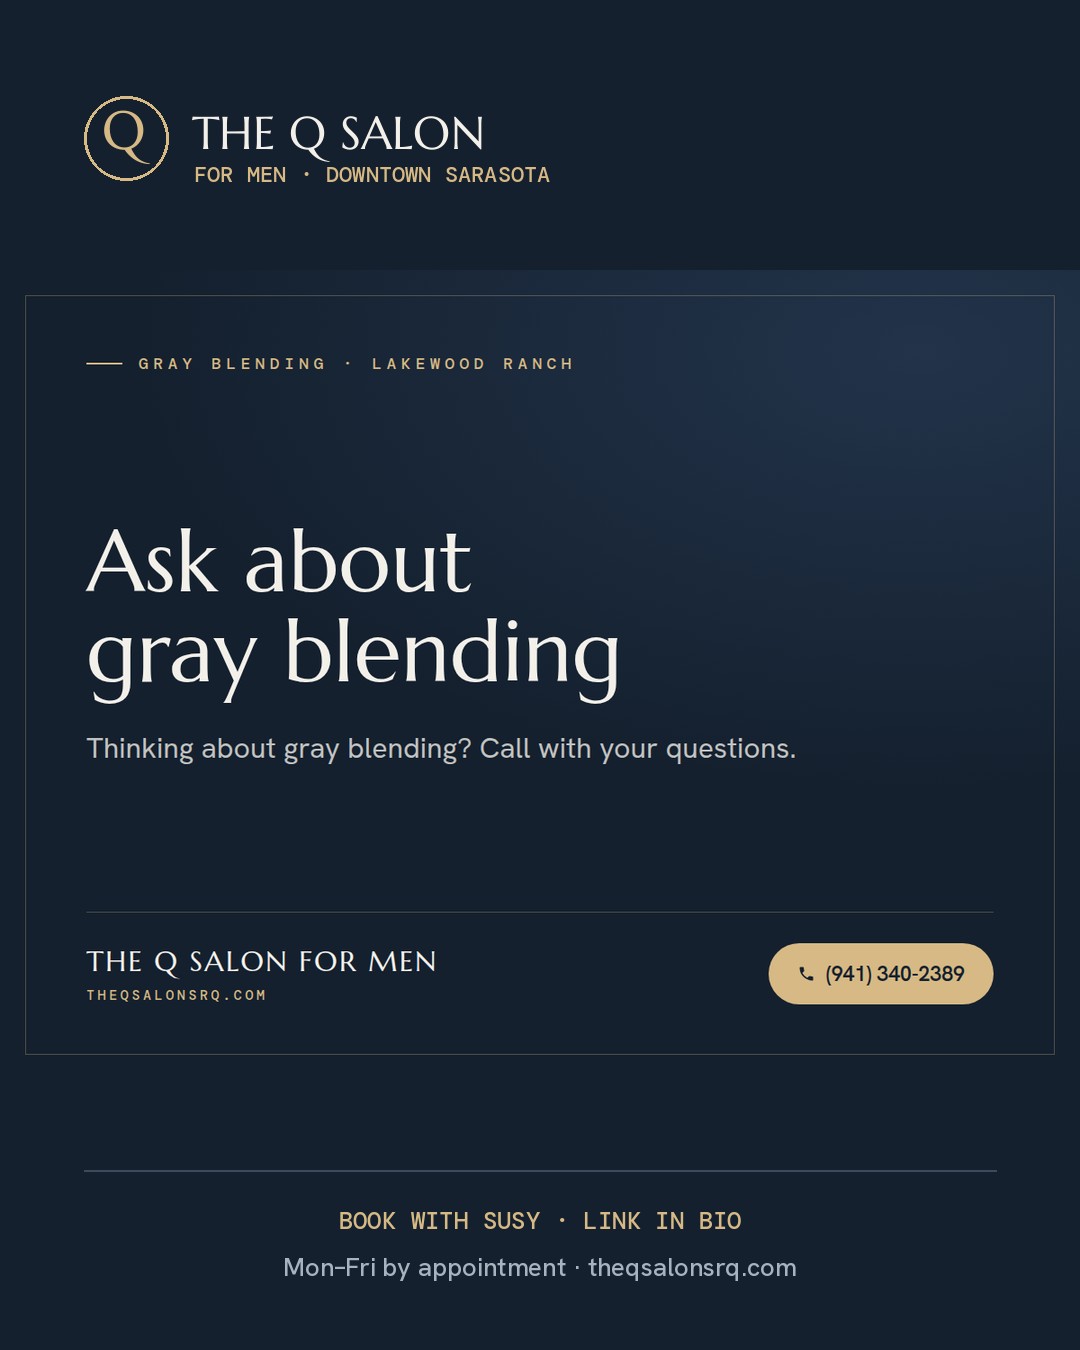 Q
THE Q SALON
FOR MEN · DOWNTOWN SARASOTA
GRAY BLENDING · LAKEWOOD RANCH
Ask about
gray blending
Thinking about gray blending? Call with your questions.
THE Q SALON FOR MEN
THEQSALONSRQ.COM
(941) 340-2389
BOOK WITH SUSY · LINK IN BIO
Mon–Fri by appointment · theqsalonsrq.com